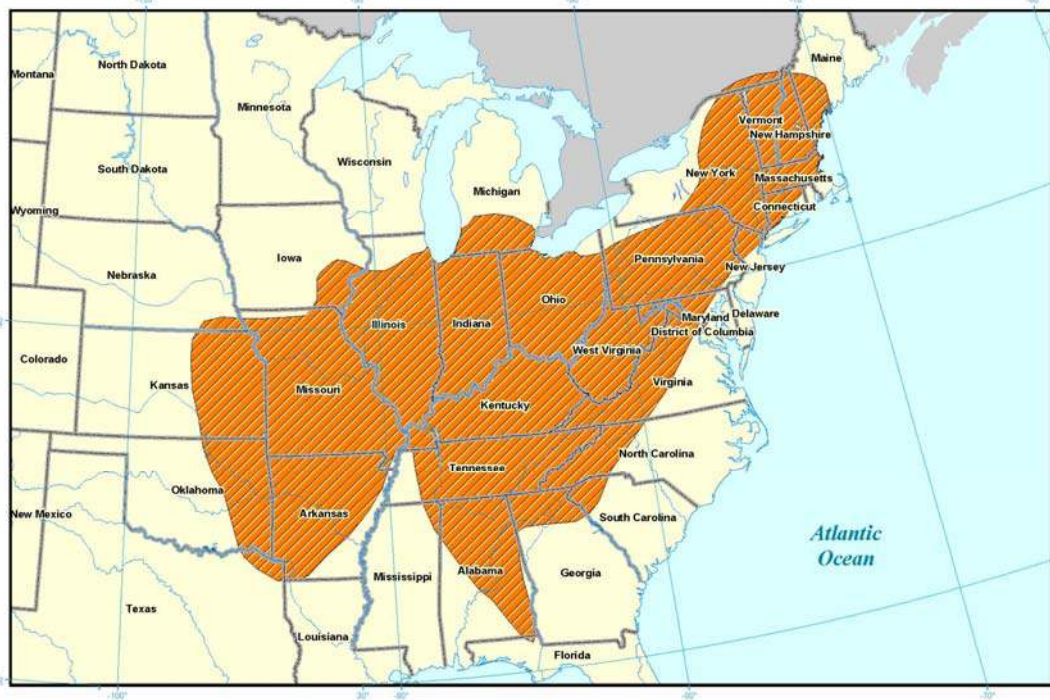 Maine
North Dakota
Montana
Minnesota
Vermont
New Hampshire
Wisconsin
South Dakota
New York
Massachusetts
Michigan
Connecticut
Wyoming
Iowa
Pennsylvania
New Jersey
Nebraska
Ohio
Maryland
Delaware
Illinois
Indiana
District of Columbia
West Virginia
Colorado
Kansas
Virginia
Missouri
Kentucky
North Carolina
Tennessee
Oklahoma
New Mexico
Arkansas
South Carolina
Atlantic
Ocean
Mississippi
Alabama
Georgia
Texas
Louisiana
Florida